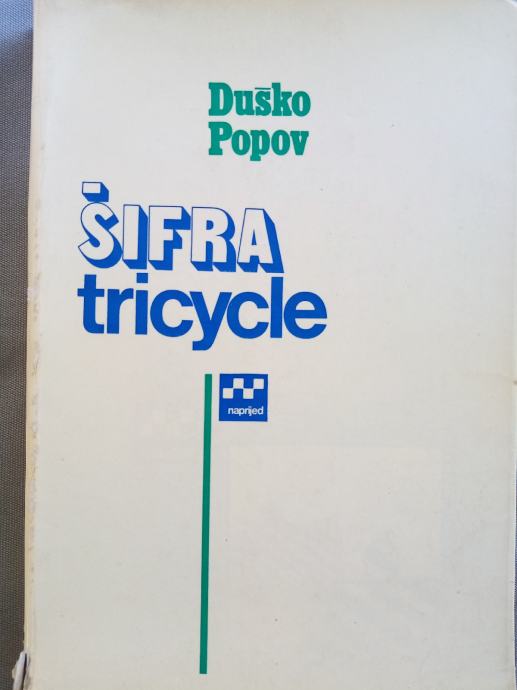 Duško
Popov
ŠIFRA
tricycle
naprijed